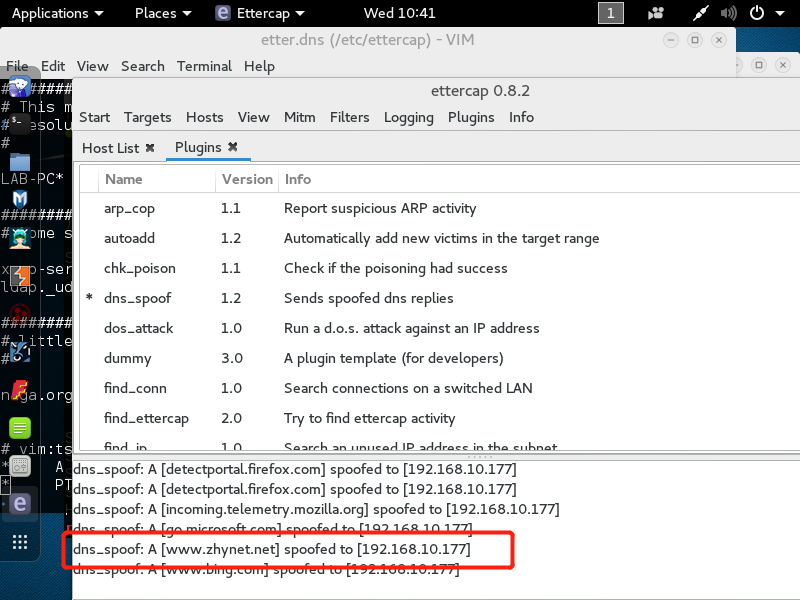 Applications Places Ettercap Wed 10:41 1
etter.dns (/etc/ettercap) - VIM
File Edit View Search Terminal Help
ettercap 0.8.2
Start Targets Hosts View Mitm Filters Logging Plugins Info
Host List Plugins
Name Version Info
arp_cop 1.1 Report suspicious ARP activity
autoadd 1.2 Automatically add new victims in the target range
chk_poison 1.1 Check if the poisoning had success
* dns_spoof 1.2 Sends spoofed dns replies
dos_attack 1.0 Run a d.o.s. attack against an IP address
dummy 3.0 A plugin template (for developers)
find_conn 1.0 Search connections on a switched LAN
find_ettercap 2.0 Try to find ettercap activity
find_ip 1.0 Search an unused IP address in the subnet
# This m
#
LAB-PC*
# little
#
# vim:ts
* A
* PT
dns_spoof: A [detectportal.firefox.com] spoofed to [192.168.10.177]
dns_spoof: A [detectportal.firefox.com] spoofed to [192.168.10.177]
dns_spoof: A [incoming.telemetry.mozilla.org] spoofed to [192.168.10.177]
dns_spoof: A [go.microsoft.com] spoofed to [192.168.10.177]
dns_spoof: A [www.zhynet.net] spoofed to [192.168.10.177]
dns_spoof: A [www.bing.com] spoofed to [192.168.10.177]